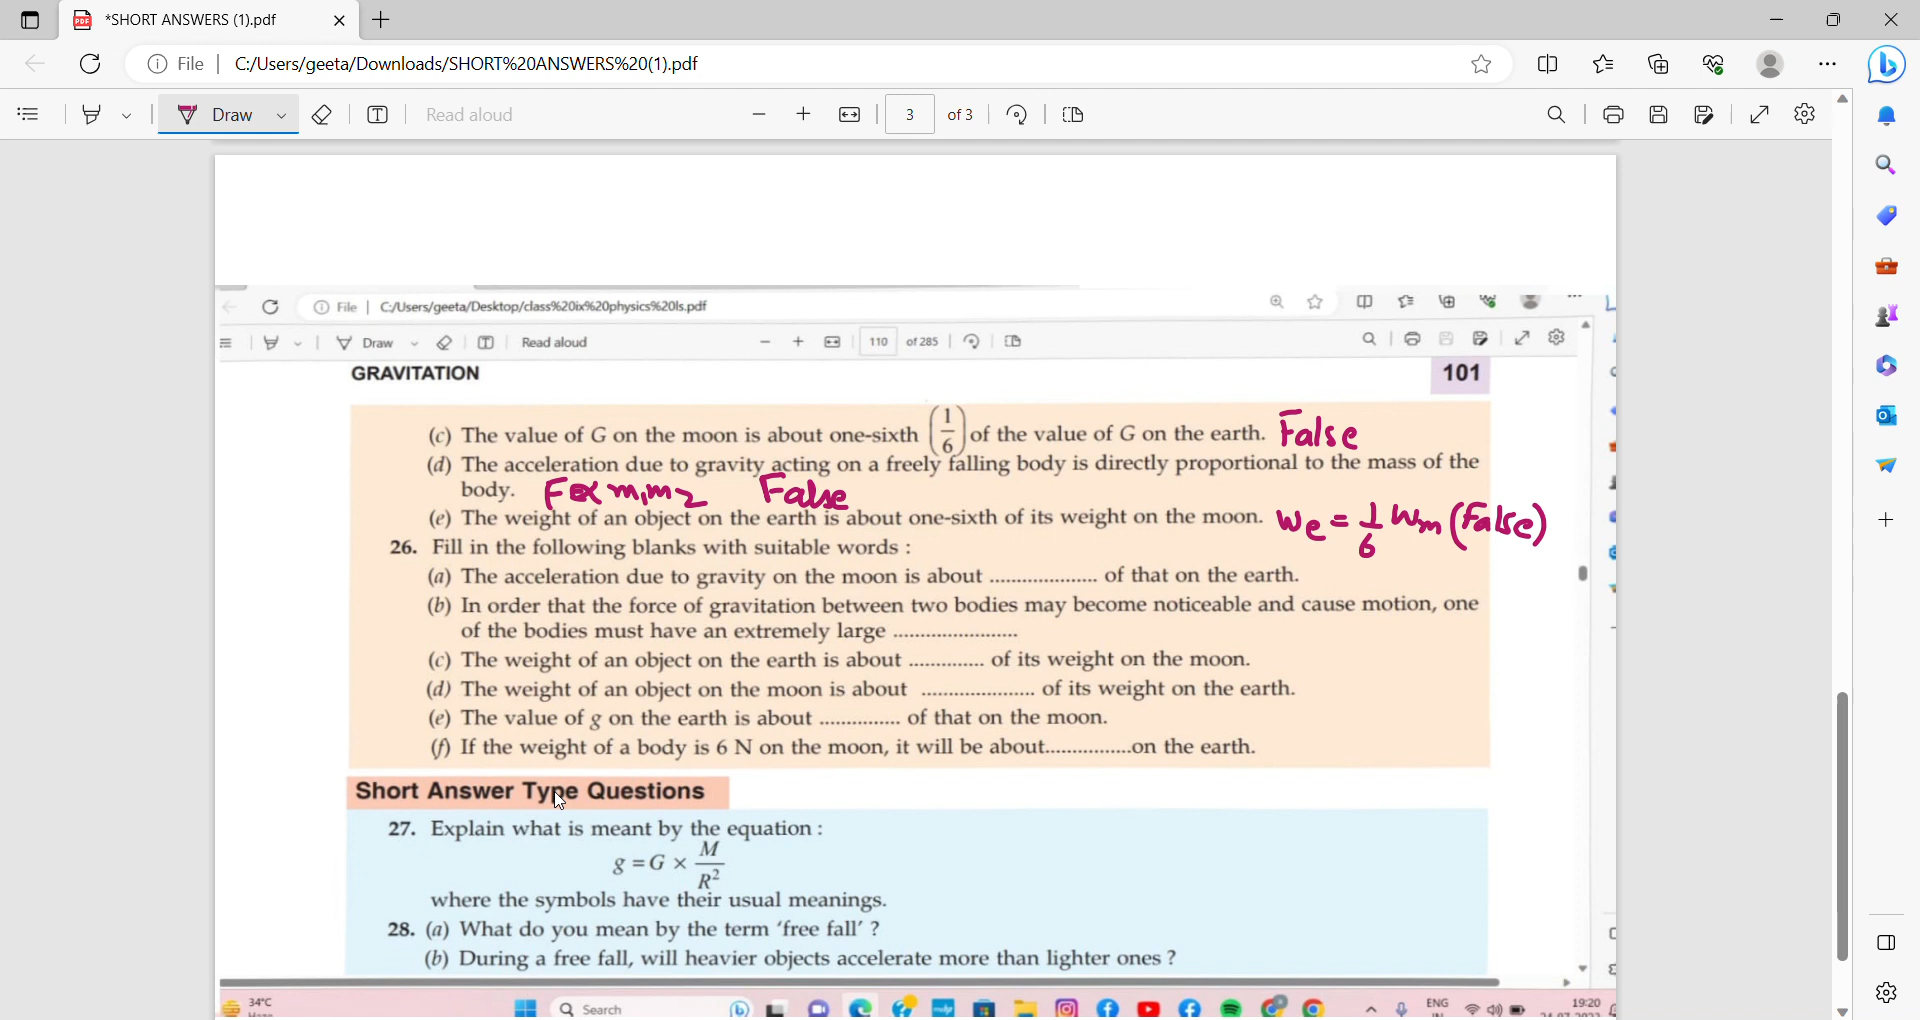 *SHORT ANSWERS (1).pdf
File | C:/Users/geeta/Downloads/SHORT%20ANSWERS%20(1).pdf
Draw
Read aloud
3 of 3
File | C:/Users/geeta/Desktop/class%20ix%20physics%20ls.pdf
Draw
Read aloud
110 of 285
GRAVITATION 101
(c) The value of G on the moon is about one-sixth (1/6) of the value of G on the earth. False
(d) The acceleration due to gravity acting on a freely falling body is directly proportional to the mass of the
body. F∝m₁m₂ False
(e) The weight of an object on the earth is about one-sixth of its weight on the moon. We = 1/6 Wm (False)
26. Fill in the following blanks with suitable words :
(a) The acceleration due to gravity on the moon is about .................... of that on the earth.
(b) In order that the force of gravitation between two bodies may become noticeable and cause motion, one
of the bodies must have an extremely large .......................
(c) The weight of an object on the earth is about .............. of its weight on the moon.
(d) The weight of an object on the moon is about ..................... of its weight on the earth.
(e) The value of g on the earth is about ............... of that on the moon.
(f) If the weight of a body is 6 N on the moon, it will be about................on the earth.
Short Answer Type Questions
27. Explain what is meant by the equation :
g = G × M/R²
where the symbols have their usual meanings.
28. (a) What do you mean by the term ‘free fall’ ?
(b) During a free fall, will heavier objects accelerate more than lighter ones ?
34°C
Search
ENG
19:20